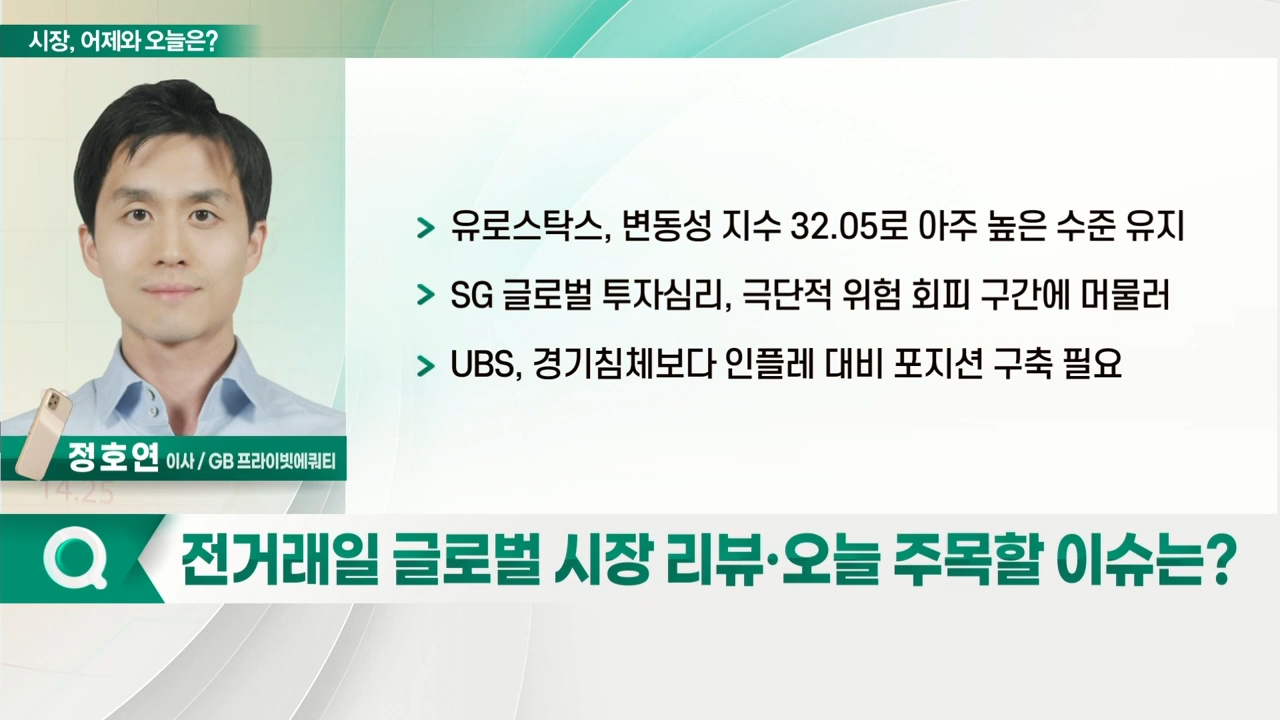 시장, 어제와 오늘은?
> 유로스탁스, 변동성 지수 32.05로 아주 높은 수준 유지
> SG 글로벌 투자심리, 극단적 위험 회피 구간에 머물러
> UBS, 경기침체보다 인플레 대비 포지션 구축 필요
정호연 이사 / GB 프라이빗에쿼티
14.25
전거래일 글로벌 시장 리뷰·오늘 주목할 이슈는?